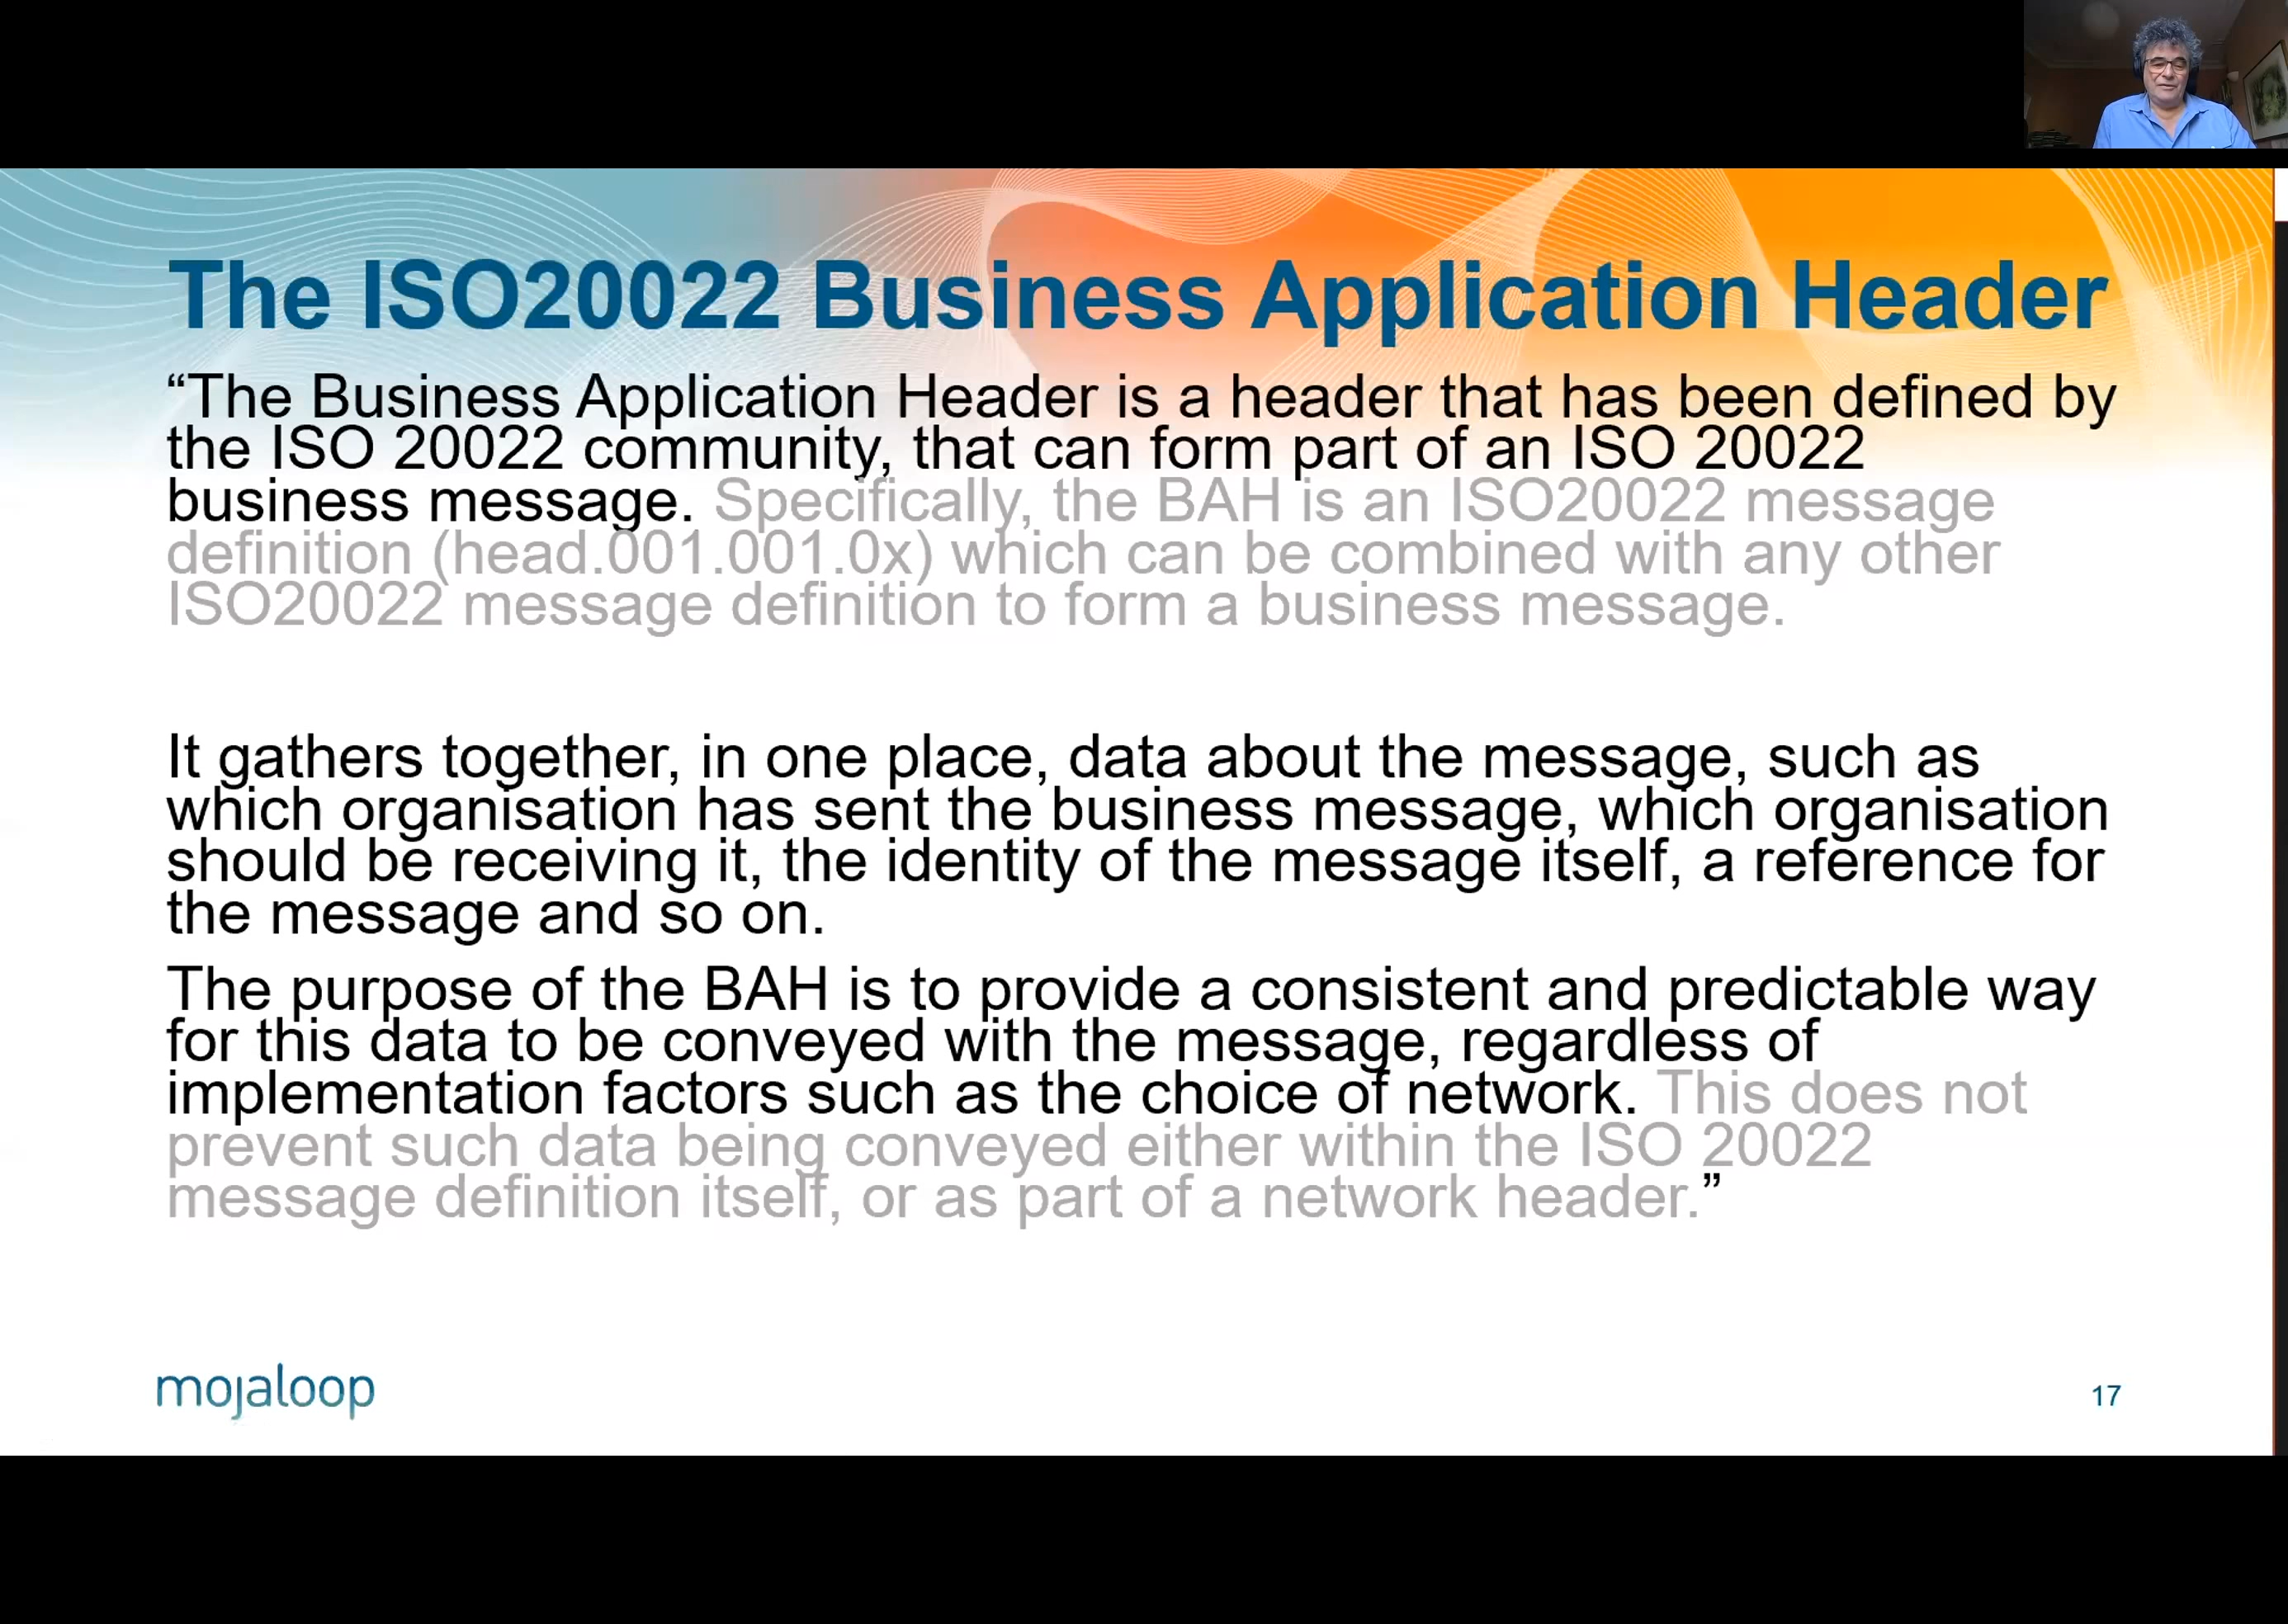 The ISO20022 Business Application Header
“The Business Application Header is a header that has been defined by
the ISO 20022 community, that can form part of an ISO 20022
business message. Specifically, the BAH is an ISO20022 message
definition (head.001.001.0x) which can be combined with any other
ISO20022 message definition to form a business message.
It gathers together, in one place, data about the message, such as
which organisation has sent the business message, which organisation
should be receiving it, the identity of the message itself, a reference for
the message and so on.
The purpose of the BAH is to provide a consistent and predictable way
for this data to be conveyed with the message, regardless of
implementation factors such as the choice of network. This does not
prevent such data being conveyed either within the ISO 20022
message definition itself, or as part of a network header.”
mojaloop
17